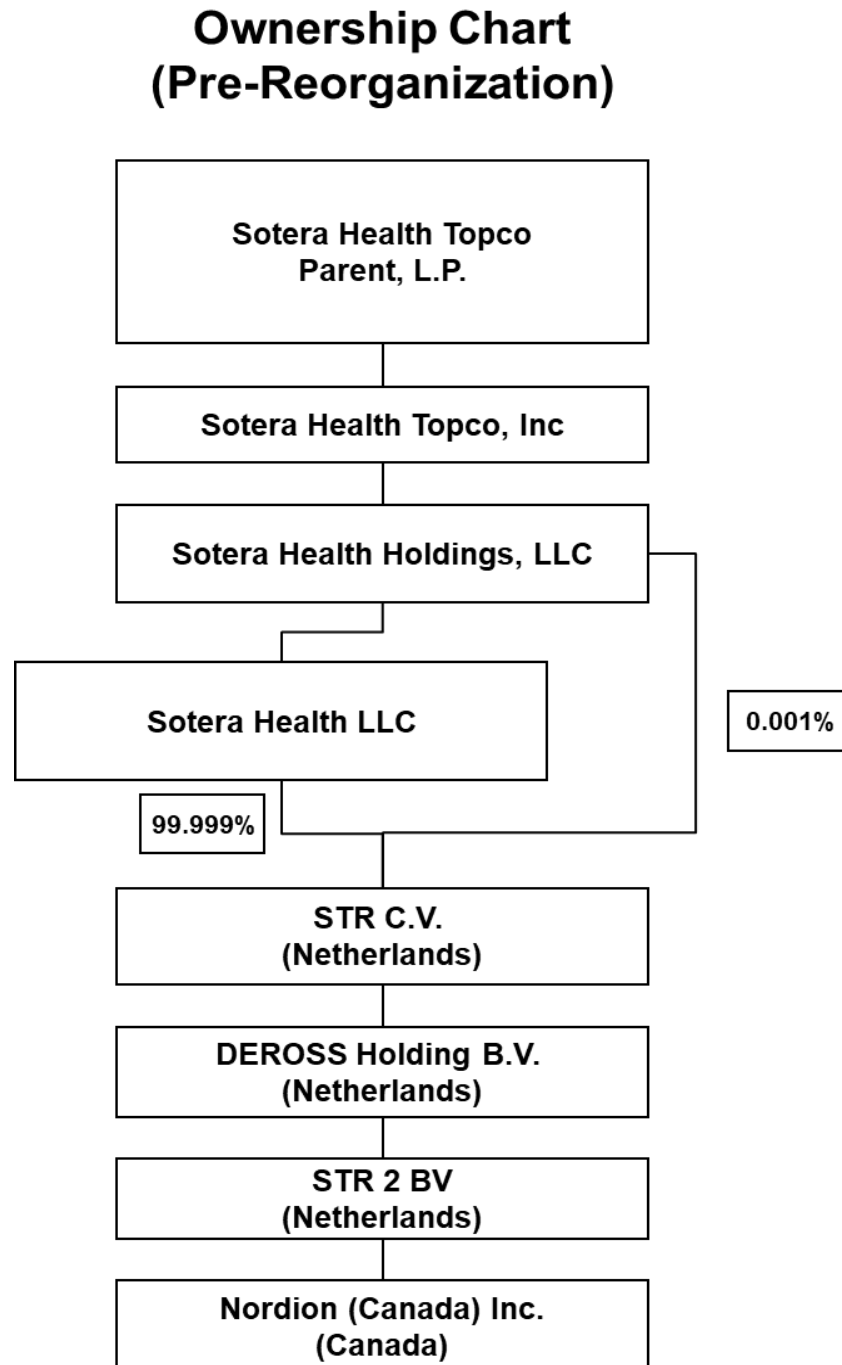 Ownership Chart
(Pre-Reorganization)
Sotera Health Topco
Parent, L.P.
Sotera Health Topco, Inc
Sotera Health Holdings, LLC
Sotera Health LLC
0.001%
99.999%
STR C.V.
(Netherlands)
DEROSS Holding B.V.
(Netherlands)
STR 2 BV
(Netherlands)
Nordion (Canada) Inc.
(Canada)